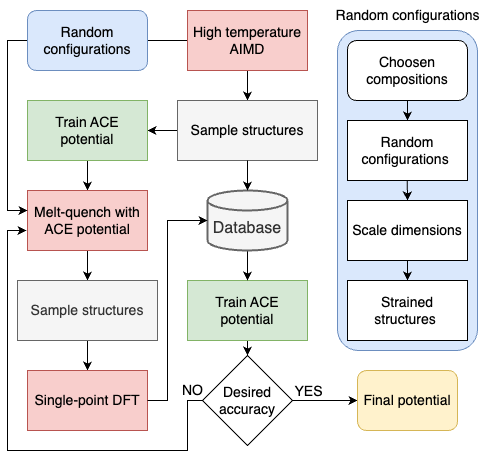 Random
configurations
High temperature
AIMD
Train ACE
potential
Sample structures
Melt-quench with
ACE potential
Database
Sample structures
Train ACE
potential
Single-point DFT
NO
Desired
accuracy
YES
Final potential
Random configurations
Choosen
compositions
Random
configurations
Scale dimensions
Strained
structures